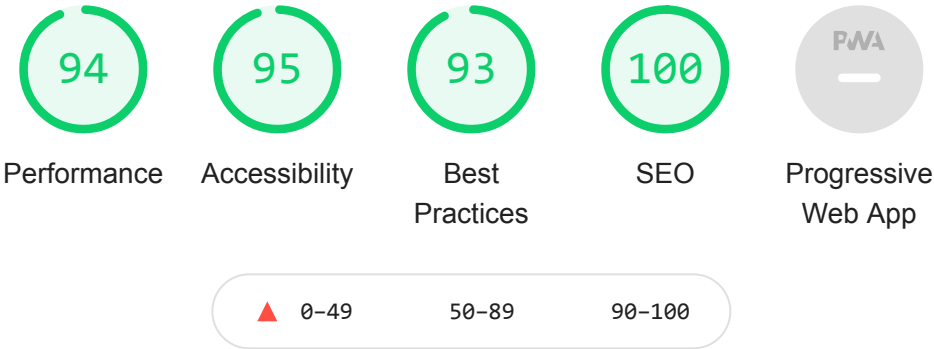 94 95 93 100 PWA
Performance Accessibility Best SEO Progressive
Practices Web App
0–49 50–89 90–100